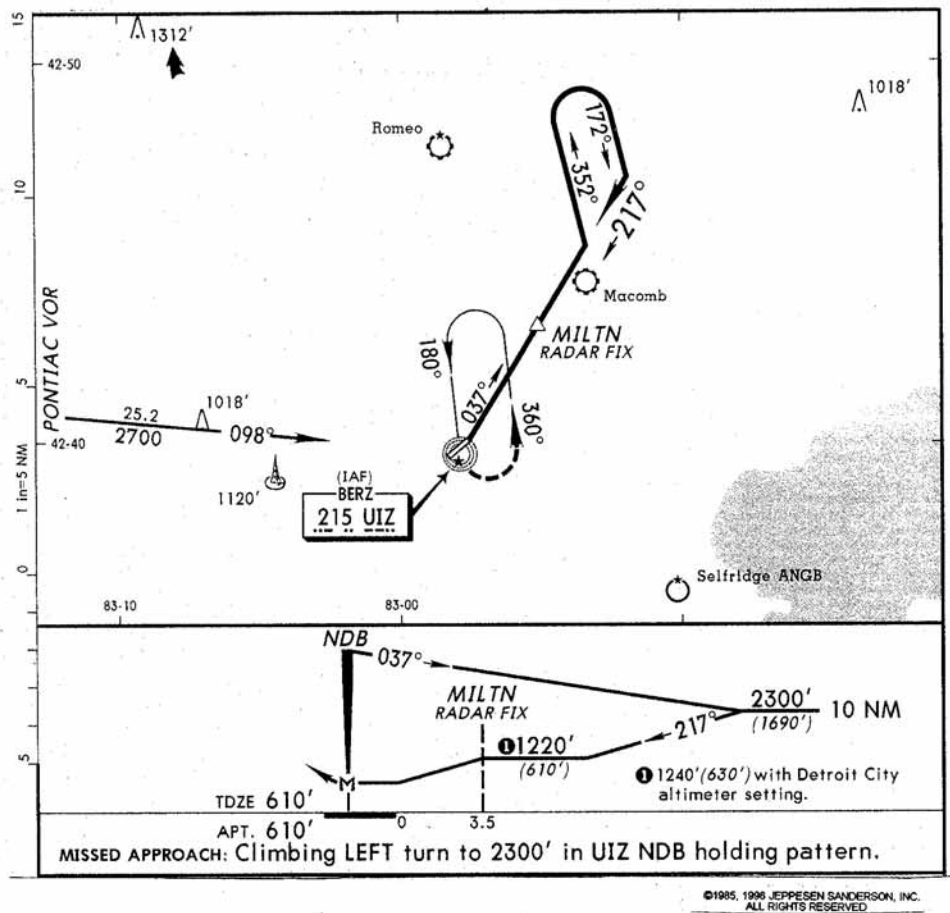 15
1312'
42-50
1018'
Romeo
172°
352°
217°
10
Macomb
PONTIAC VOR
MILTN
RADAR FIX
180°
037°
360°
5
1018'
25.2
2700
098°
42-40
1 in=5 NM
1120'
(IAF)
BERZ
215 UIZ
0
Selfridge ANGB
83-10
83-00
NDB
037°
MILTN
RADAR FIX
2300'
(1690')
10 NM
217°
❶1220'
(610')
❶ 1240'(630') with Detroit City
altimeter setting.
5
M
TDZE 610'
APT. 610'
0
3.5
MISSED APPROACH: Climbing LEFT turn to 2300' in UIZ NDB holding pattern.
©1985, 1996 JEPPESEN SANDERSON, INC.
ALL RIGHTS RESERVED